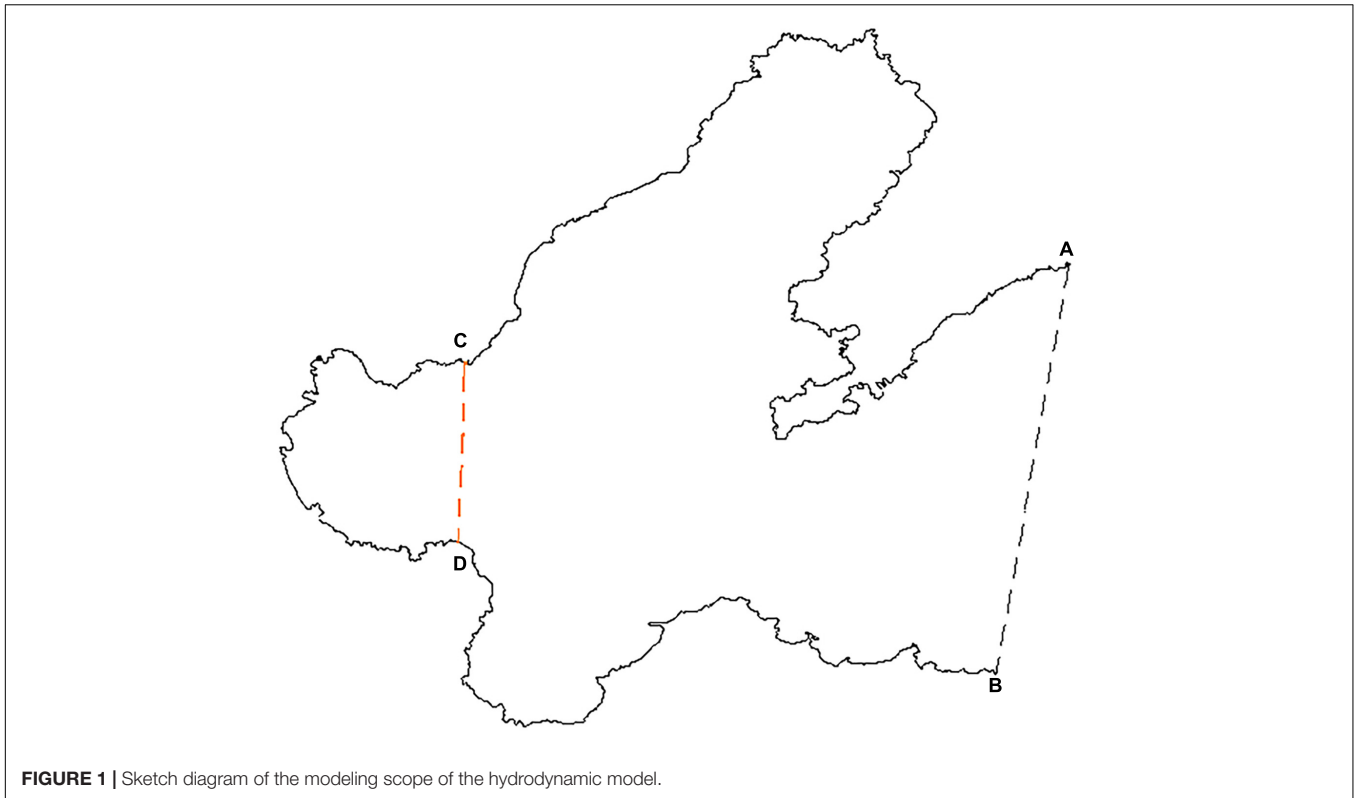 A
C
D
B
FIGURE 1 | Sketch diagram of the modeling scope of the hydrodynamic model.